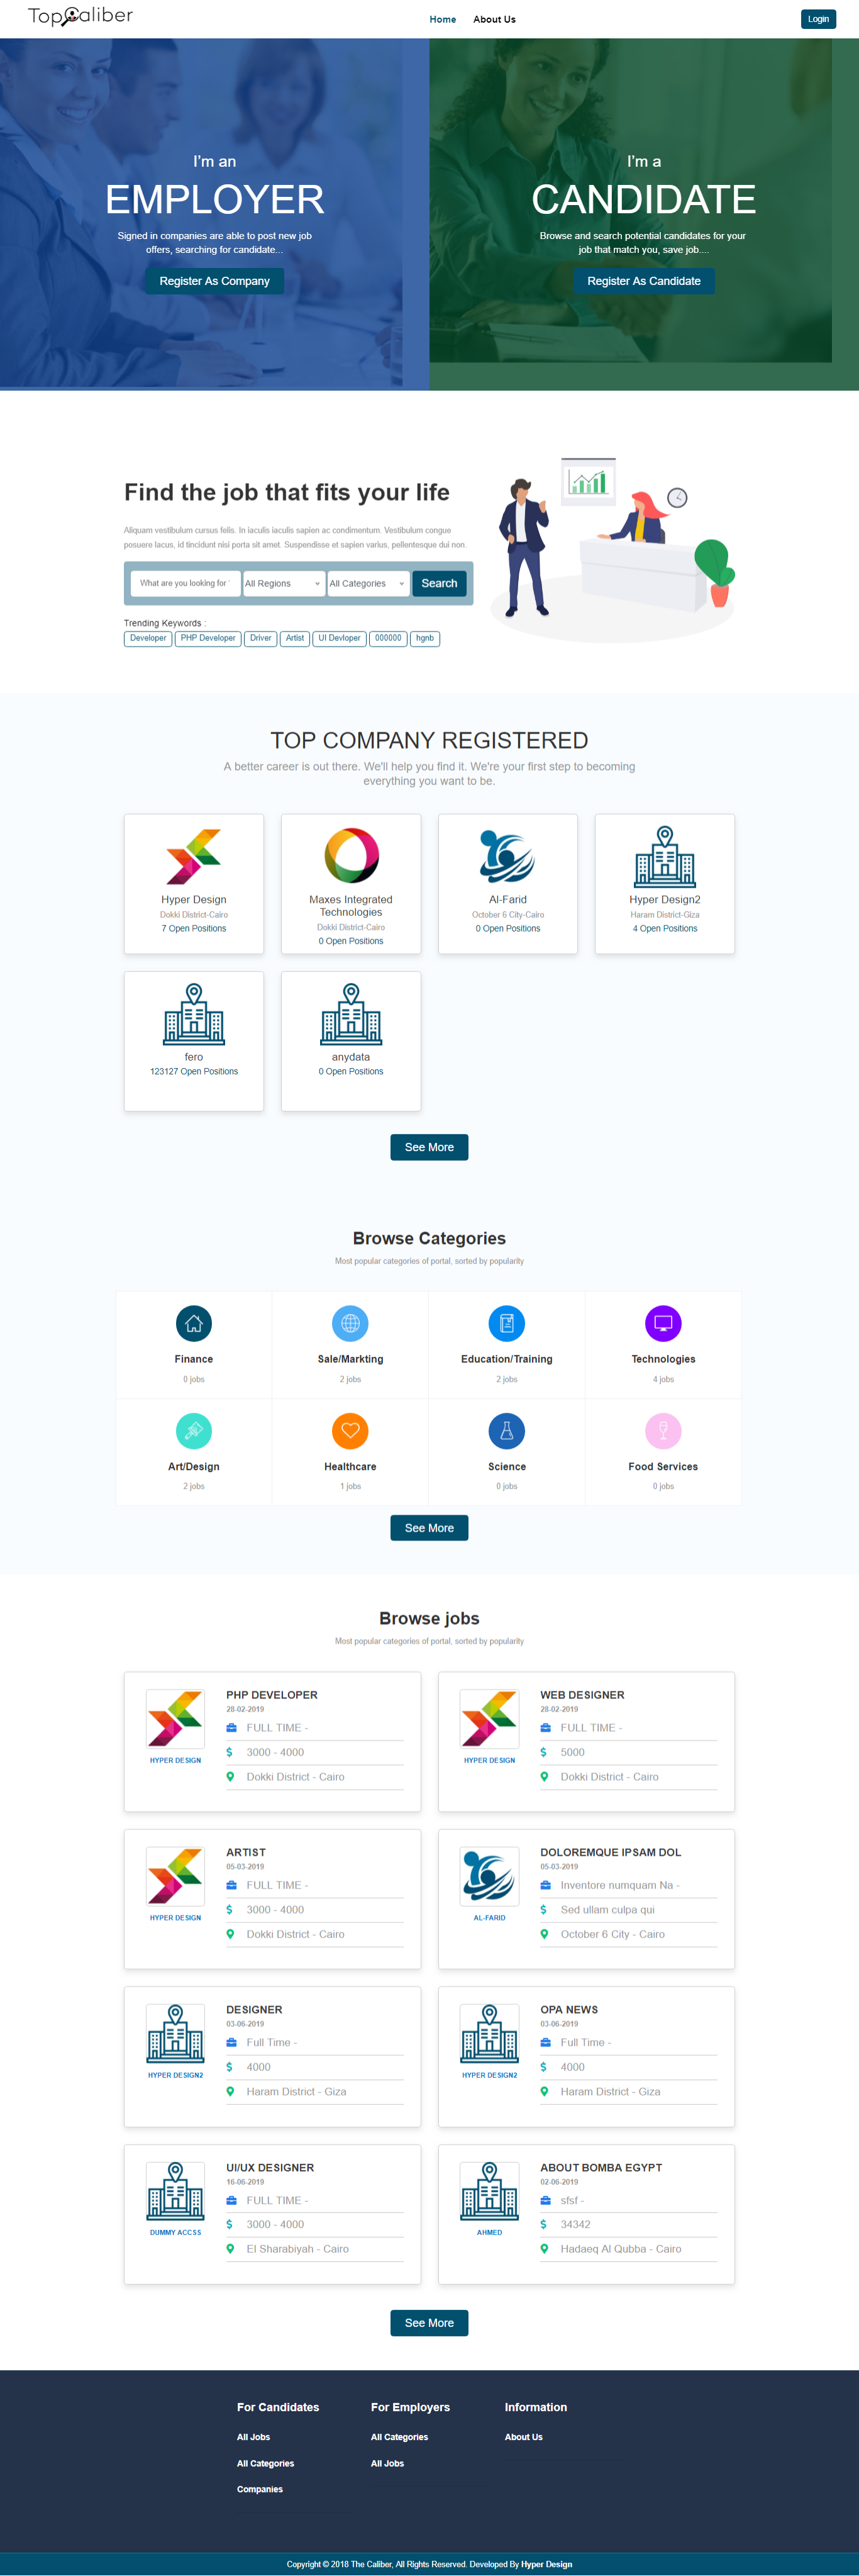 TopCaliber
Home
About Us
Login
I'm an
EMPLOYER
Signed in companies are able to post new job
offers, searching for candidate...
Register As Company
I'm a
CANDIDATE
Browse and search potential candidates for your
job that match you, save job....
Register As Candidate
Find the job that fits your life
Aliquam vestibulum cursus felis. In iaculis iaculis sapien ac condimentum. Vestibulum congue
posuere lacus, id tincidunt nisi porta sit amet. Suspendisse et sapien varius, pellentesque dui non.
What are you looking for
All Regions
All Categories
Search
Trending Keywords :
Developer
PHP Developer
Driver
Artist
UI Devloper
000000
hgnb
TOP COMPANY REGISTERED
A better career is out there. We'll help you find it. We're your first step to becoming
everything you want to be.
Hyper Design
Dokki District-Cairo
7 Open Positions
Maxes Integrated
Technologies
Dokki District-Cairo
0 Open Positions
Al-Farid
October 6 City-Cairo
0 Open Positions
Hyper Design2
Haram District-Giza
4 Open Positions
fero
123127 Open Positions
anydata
0 Open Positions
See More
Browse Categories
Most popular categories of portal, sorted by popularity
Finance
0 jobs
Sale/Markting
2 jobs
Education/Training
2 jobs
Technologies
4 jobs
Art/Design
2 jobs
Healthcare
1 jobs
Science
0 jobs
Food Services
0 jobs
See More
Browse jobs
Most popular categories of portal, sorted by popularity
HYPER DESIGN
PHP DEVELOPER
28-02-2019
FULL TIME -
3000 - 4000
Dokki District - Cairo
HYPER DESIGN
WEB DESIGNER
28-02-2019
FULL TIME -
5000
Dokki District - Cairo
HYPER DESIGN
ARTIST
05-03-2019
FULL TIME -
3000 - 4000
Dokki District - Cairo
AL-FARID
DOLOREMQUE IPSAM DOL
05-03-2019
Inventore numquam Na -
Sed ullam culpa qui
October 6 City - Cairo
HYPER DESIGN2
DESIGNER
03-06-2019
Full Time -
4000
Haram District - Giza
HYPER DESIGN2
OPA NEWS
03-06-2019
Full Time -
4000
Haram District - Giza
DUMMY ACCSS
UI/UX DESIGNER
16-06-2019
FULL TIME -
3000 - 4000
El Sharabiyah - Cairo
AHMED
ABOUT BOMBA EGYPT
02-06-2019
sfsf -
34342
Hadaeq Al Qubba - Cairo
See More
For Candidates
All Jobs
All Categories
Companies
For Employers
All Categories
All Jobs
Information
About Us
Copyright © 2018 The Caliber, All Rights Reserved. Developed By Hyper Design